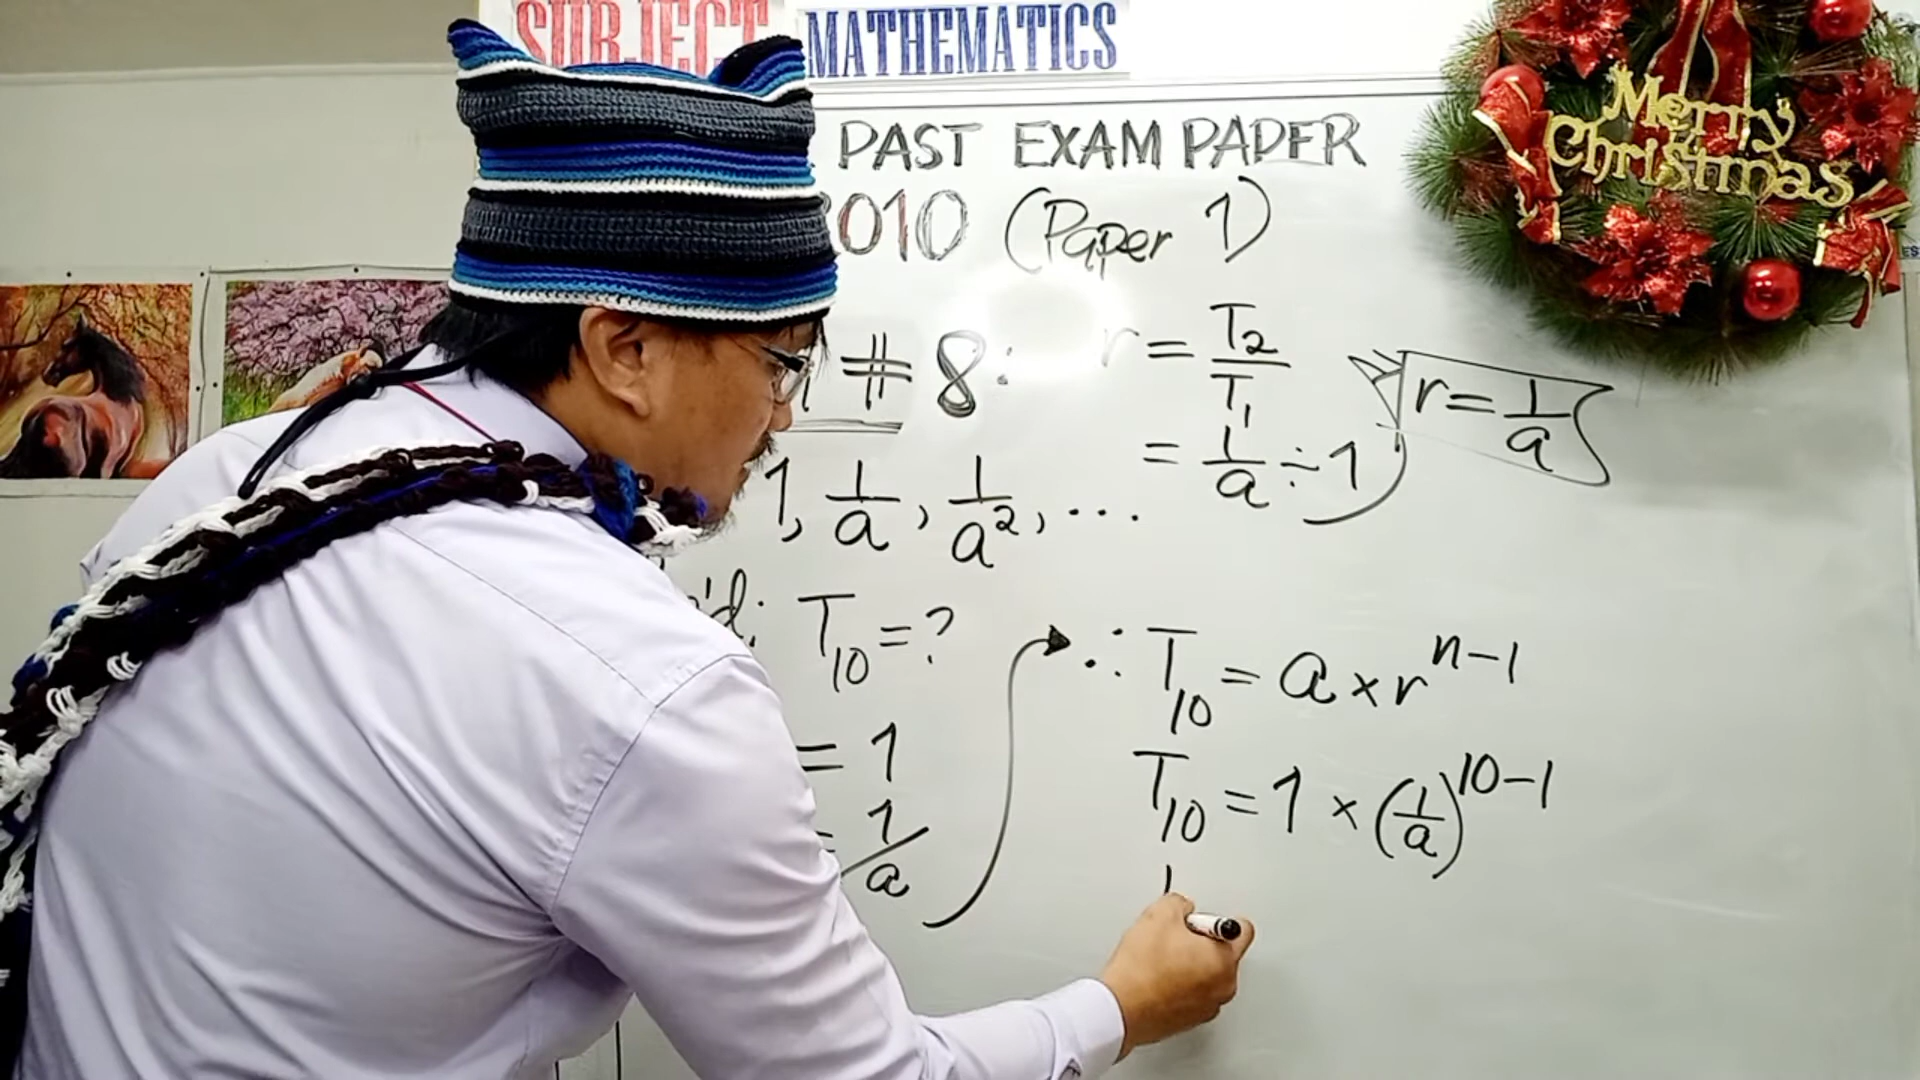 SUBJECT MATHEMATICS
PAST EXAM PAPER
2010 (Paper 1)
# 8:
r = T₂/T₁
= 1/a ÷ 1
r = 1/a
1, 1/a, 1/a², ...
T₁₀ = ?
= 1
= 1/a
∴ T₁₀ = a × rⁿ⁻¹
T₁₀ = 1 × (1/a)¹⁰⁻¹
Merry
Christmas